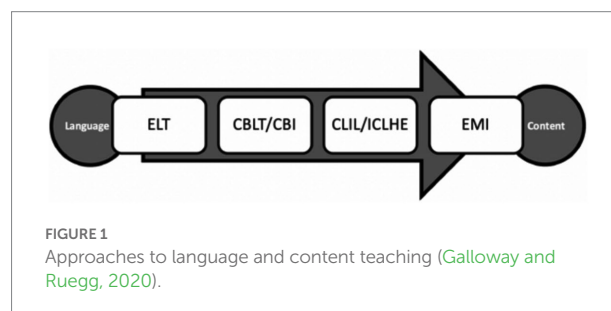 Language ELT CBLT/CBI CLIL/ICLHE EMI Content
FIGURE 1
Approaches to language and content teaching (Galloway and
Ruegg, 2020).